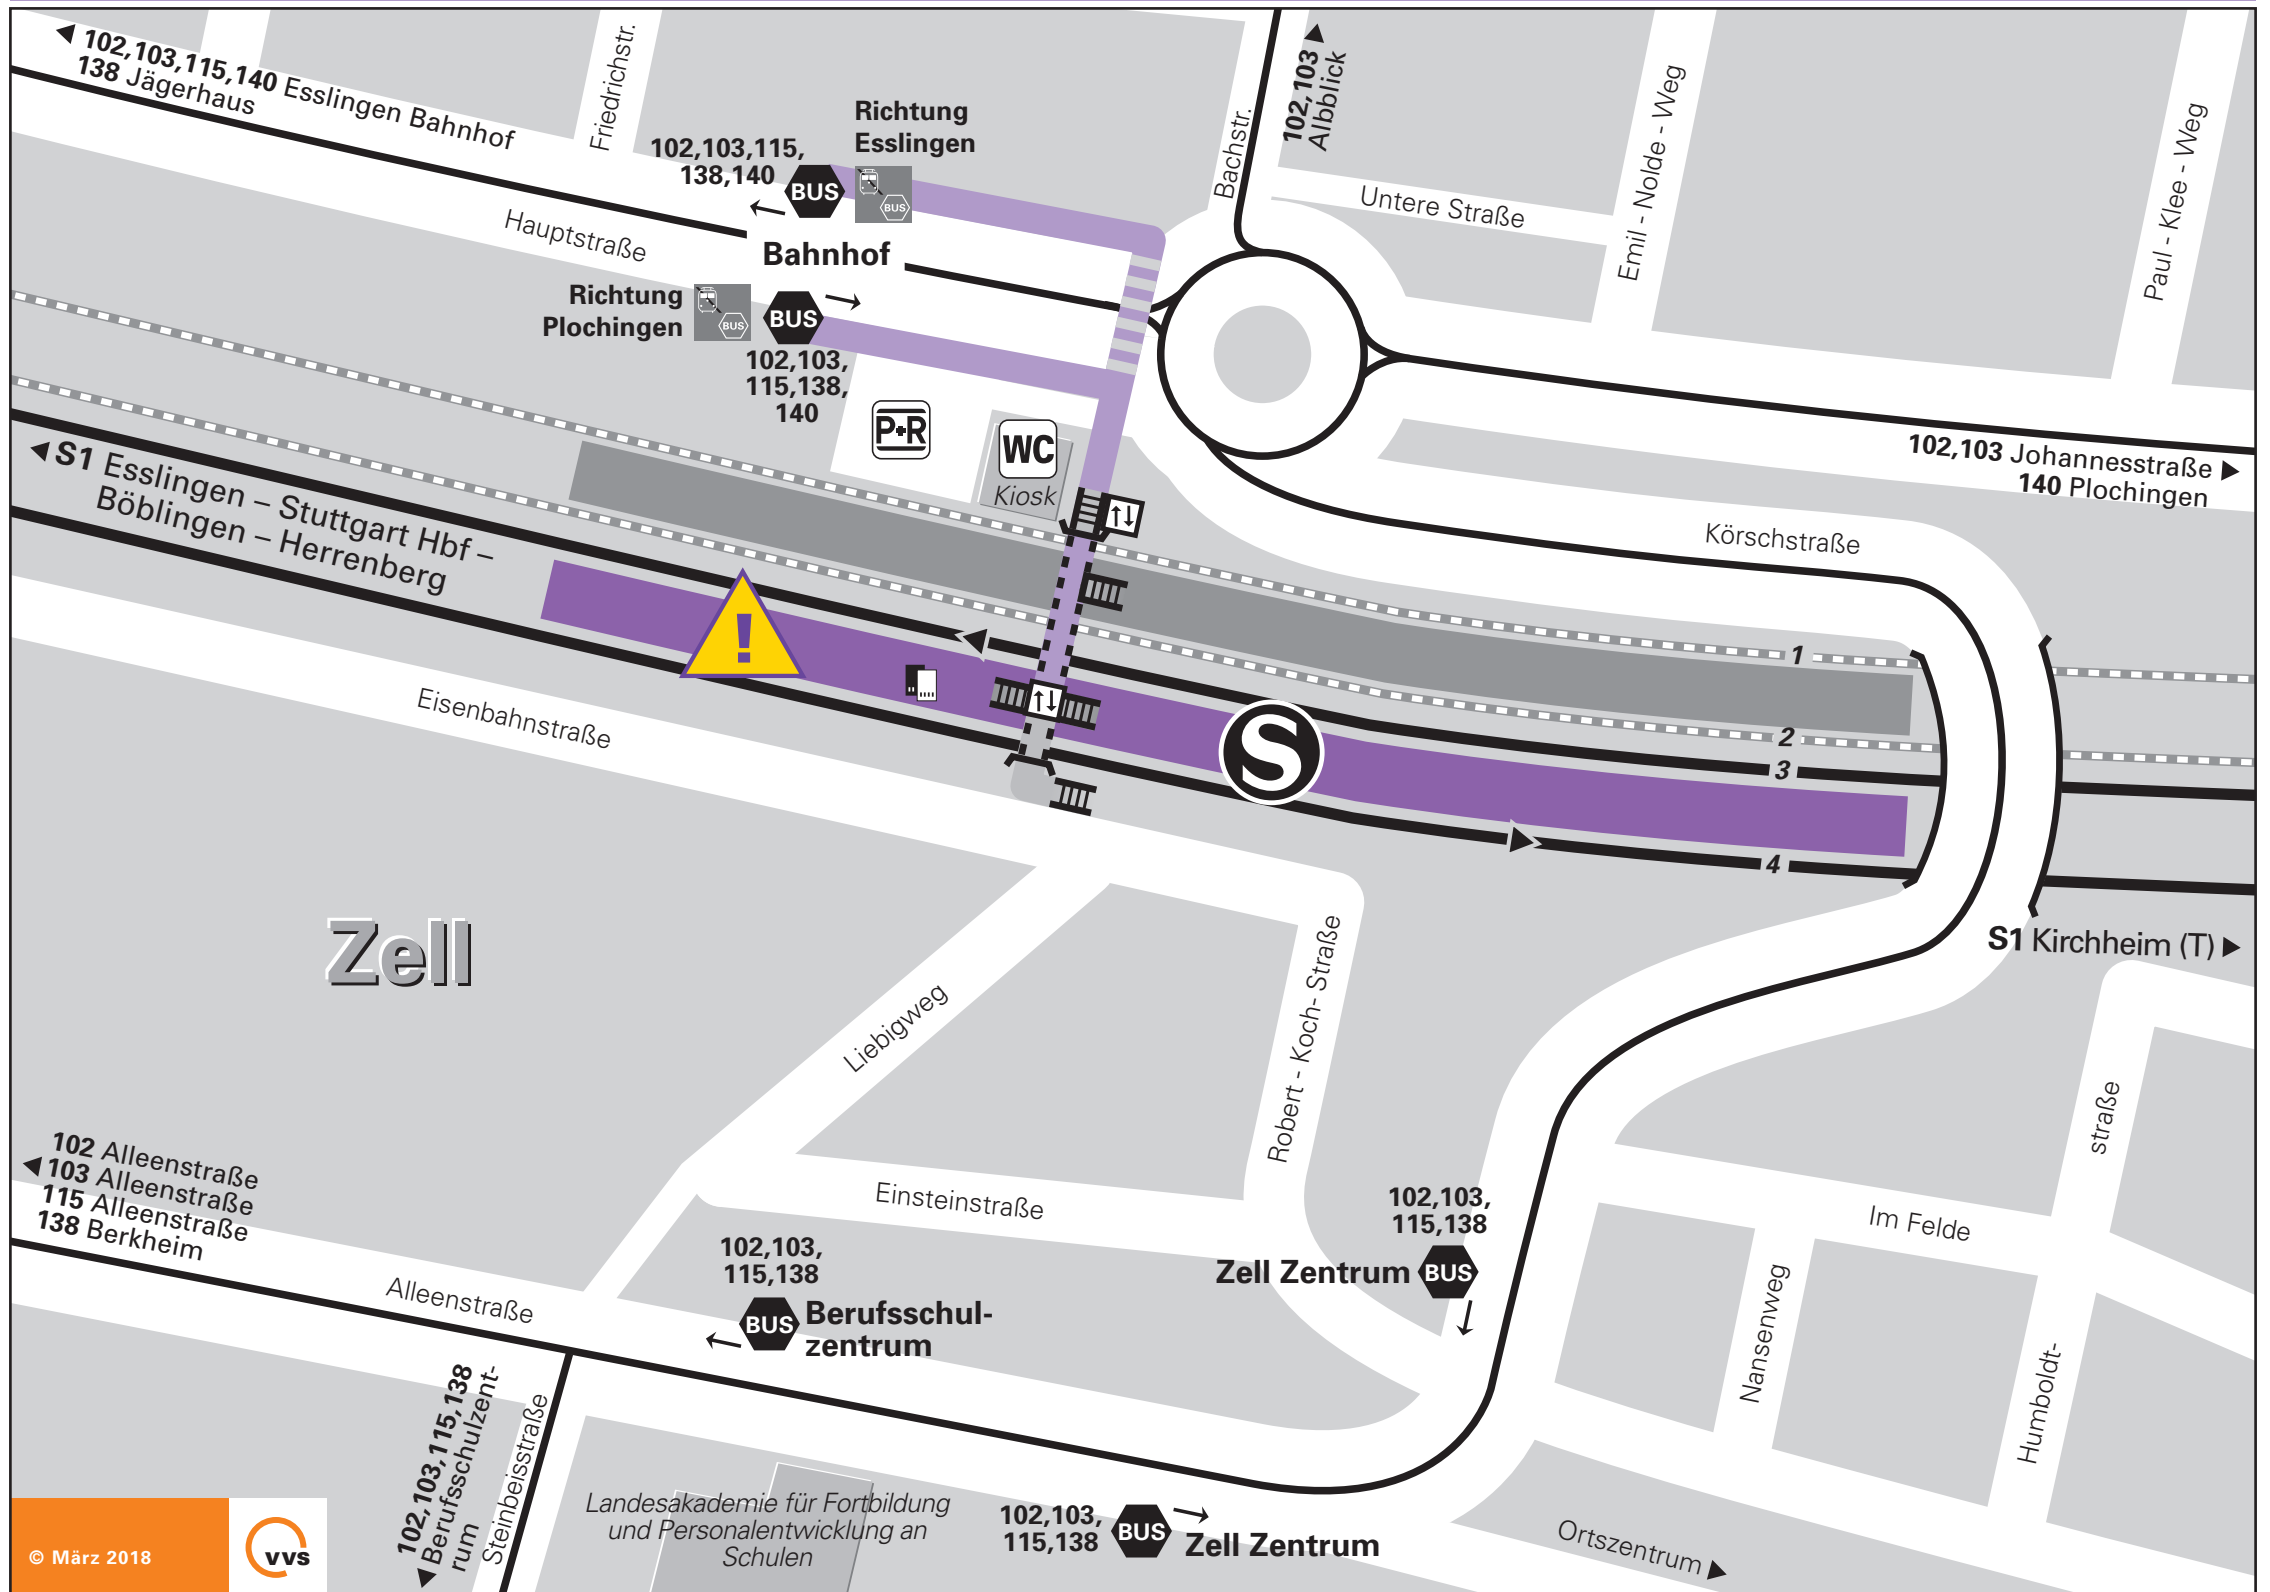 102,103,115,140 Esslingen Bahnhof
138 Jägerhaus
Friedrichstr.
Richtung
Esslingen
102,103,115,
138,140
BUS
BUS
Bachstr.
102,103
Albblick
Untere Straße
Emil - Nolde - Weg
Paul - Klee - Weg
Hauptstraße
Bahnhof
Richtung
Plochingen
BUS
BUS
102,103,
115,138,
140
P+R
WC
Kiosk
102,103 Johannesstraße
140 Plochingen
Körschstraße
S1 Esslingen – Stuttgart Hbf –
Böblingen – Herrenberg
!
S
1
2
3
4
Eisenbahnstraße
S1 Kirchheim (T)
Zell
Liebigweg
Robert - Koch- Straße
102 Alleenstraße
103 Alleenstraße
115 Alleenstraße
138 Berkheim
Einsteinstraße
Alleenstraße
102,103,
115,138
BUS
Berufsschul-
zentrum
102,103,
115,138
Zell Zentrum
BUS
Im Felde
Nansenweg
Humboldt-
straße
102,103,115,138
Berufsschulzent-
rum
Steinbeisstraße
Landesakademie für Fortbildung
und Personalentwicklung an
Schulen
102,103,
115,138
BUS
Zell Zentrum
Ortszentrum
© März 2018
vvs